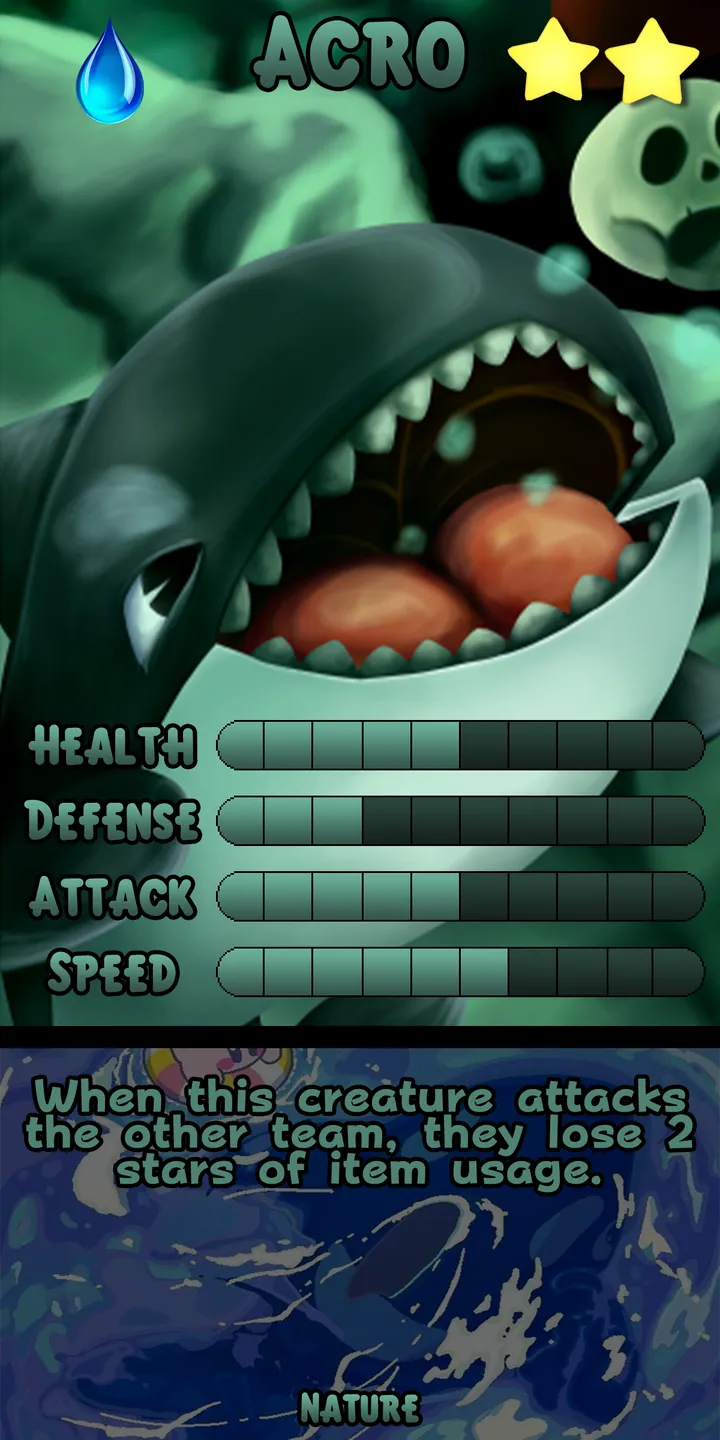 ACRO
HEALTH
DEFENSE
ATTACK
SPEED
When this creature attacks
the other team, they lose 2
stars of item usage.
NATURE